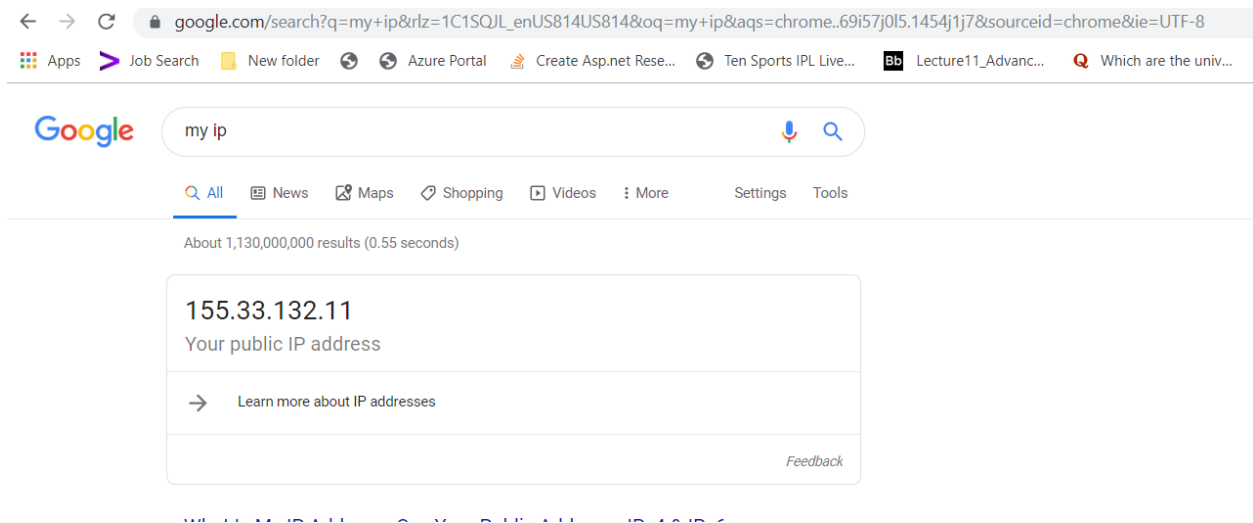 google.com/search?q=my+ip&rlz=1C1SQJL_enUS814US814&oq=my+ip&aqs=chrome..69i57j0l5.1454j1j7&sourceid=chrome&ie=UTF-8
Apps Job Search New folder Azure Portal Create Asp.net Rese... Ten Sports IPL Live... Bb Lecture11_Advanc... Q Which are the univ...
Google my ip
All News Maps Shopping Videos More Settings Tools
About 1,130,000,000 results (0.55 seconds)
155.33.132.11
Your public IP address
Learn more about IP addresses
Feedback